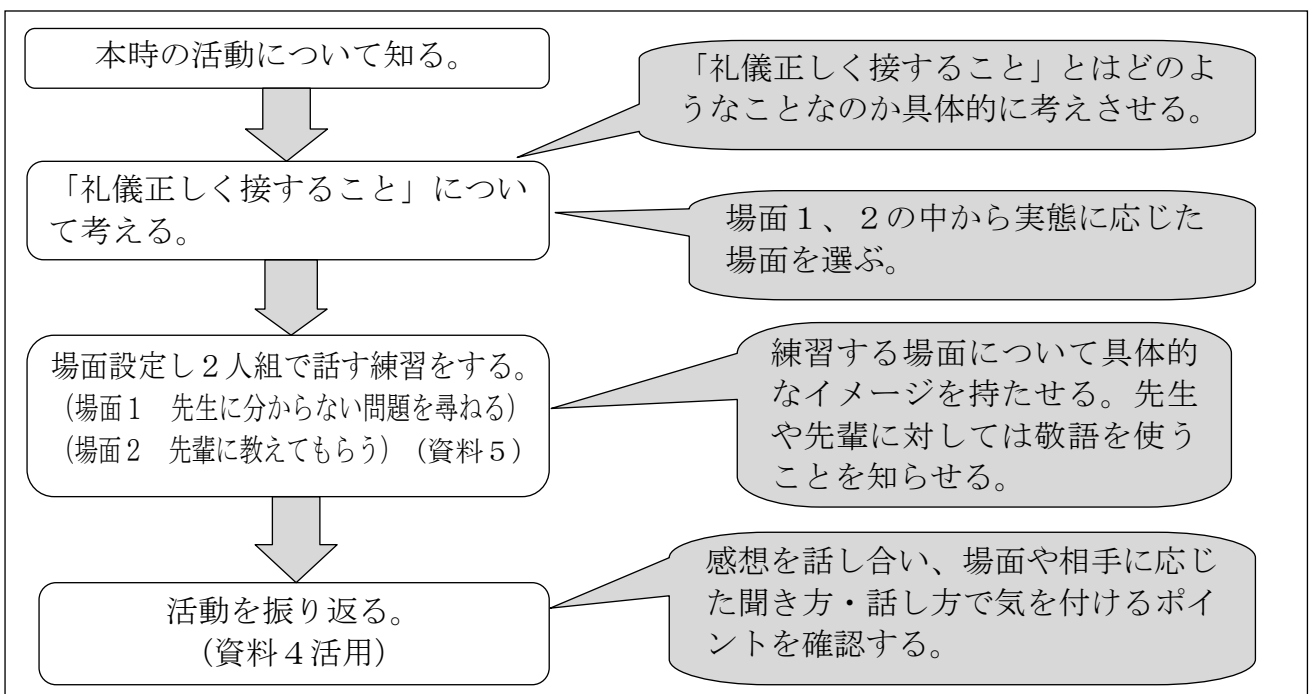 本時の活動について知る。
「礼儀正しく接すること」とはどのよ
うなことなのか具体的に考えさせる。
「礼儀正しく接すること」につい
て考える。
場面１、２の中から実態に応じた
場面を選ぶ。
場面設定し２人組で話す練習をする。
(場面１　先生に分からない問題を尋ねる)
(場面２　先輩に教えてもらう)（資料５）
練習する場面について具体的
なイメージを持たせる。先生
や先輩に対しては敬語を使う
ことを知らせる。
活動を振り返る。
（資料４活用）
感想を話し合い、場面や相手に応じ
た聞き方・話し方で気を付けるポイ
ントを確認する。